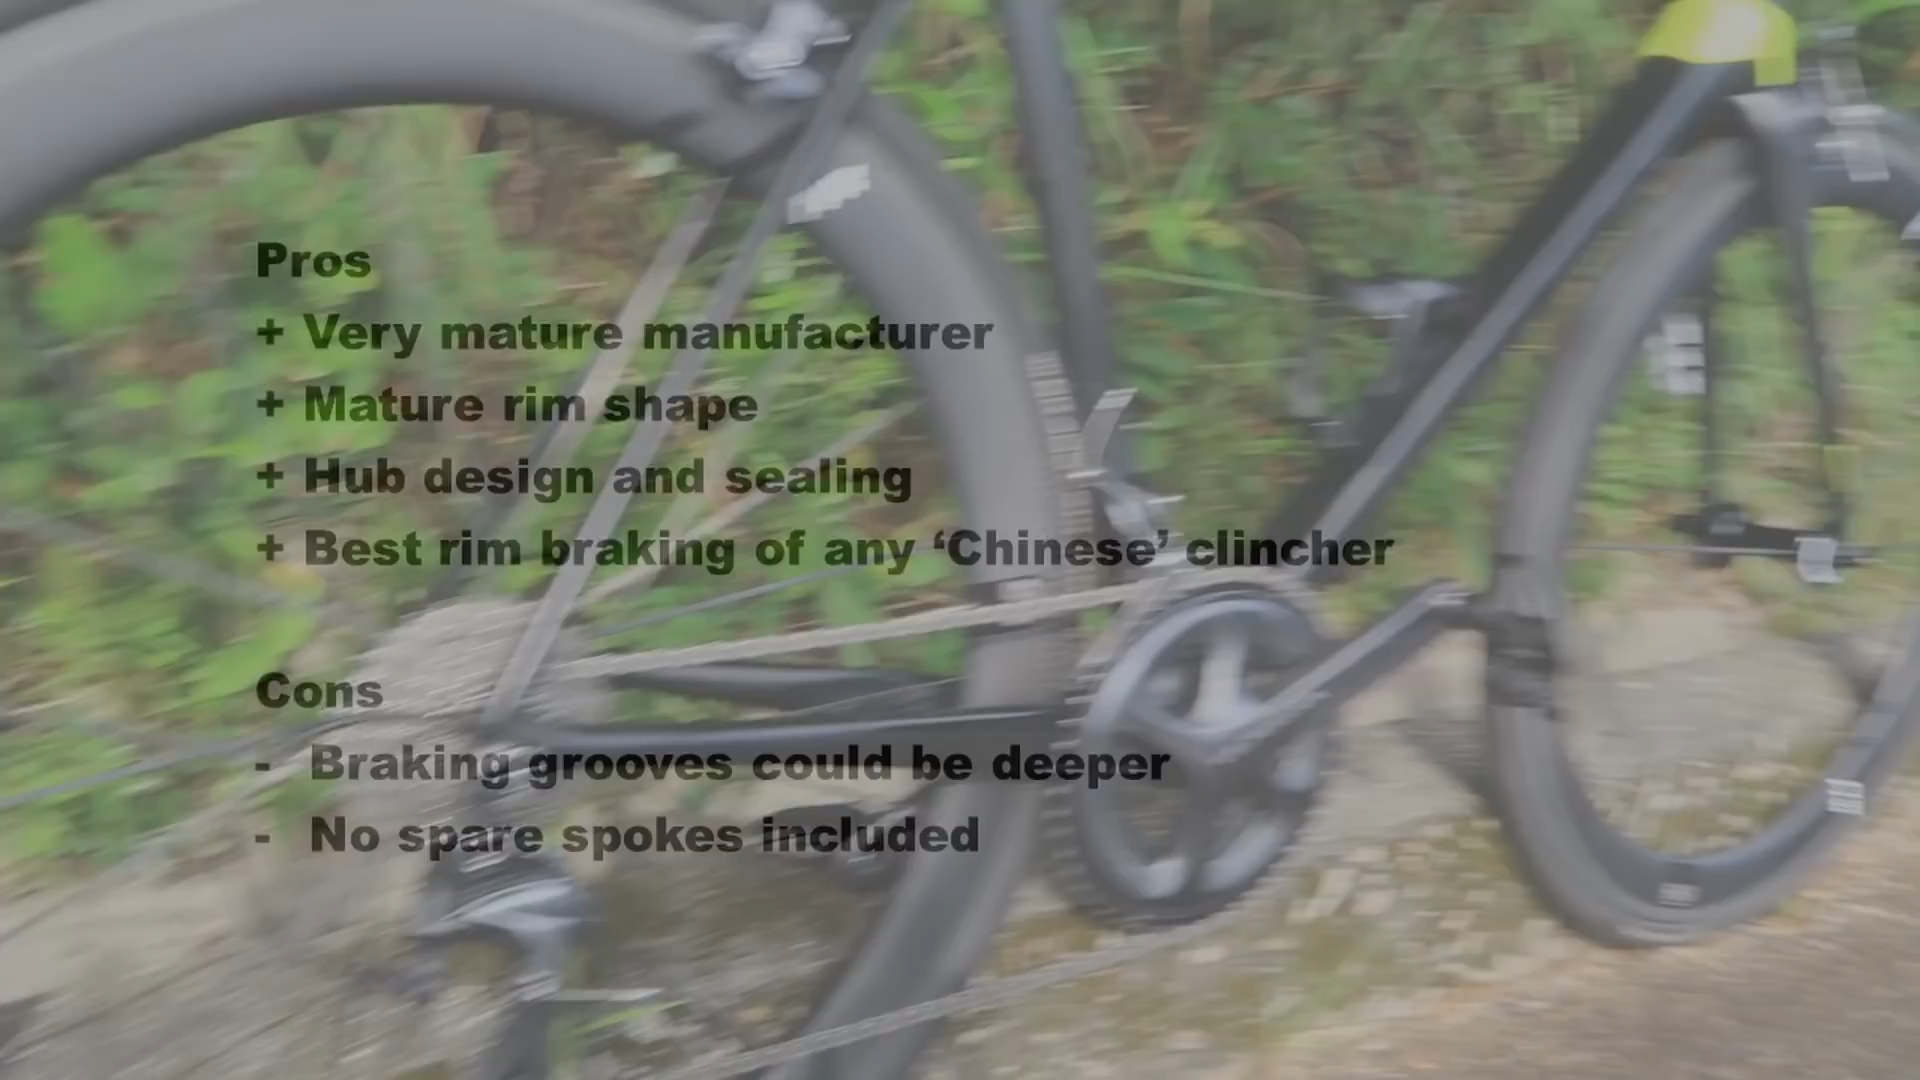 Pros
+ Very mature manufacturer
+ Mature rim shape
+ Hub design and sealing
+ Best rim braking of any ‘Chinese’ clincher
Cons
- Braking grooves could be deeper
- No spare spokes included